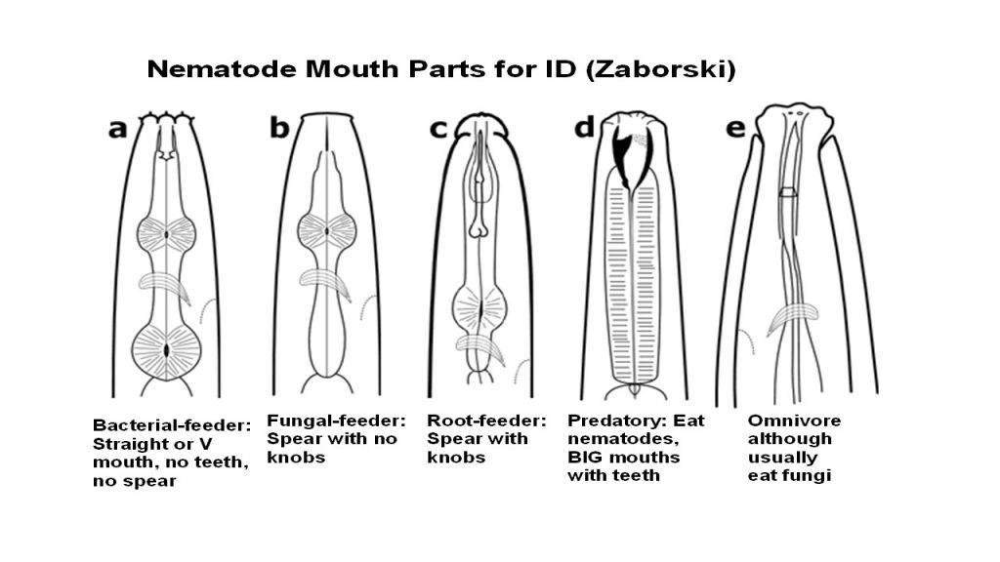 Nematode Mouth Parts for ID (Zaborski)
a
b
c
d
e
Bacterial-feeder:
Straight or V
mouth, no teeth,
no spear
Fungal-feeder:
Spear with no
knobs
Root-feeder:
Spear with
knobs
Predatory: Eat
nematodes,
BIG mouths
with teeth
Omnivore
although
usually
eat fungi